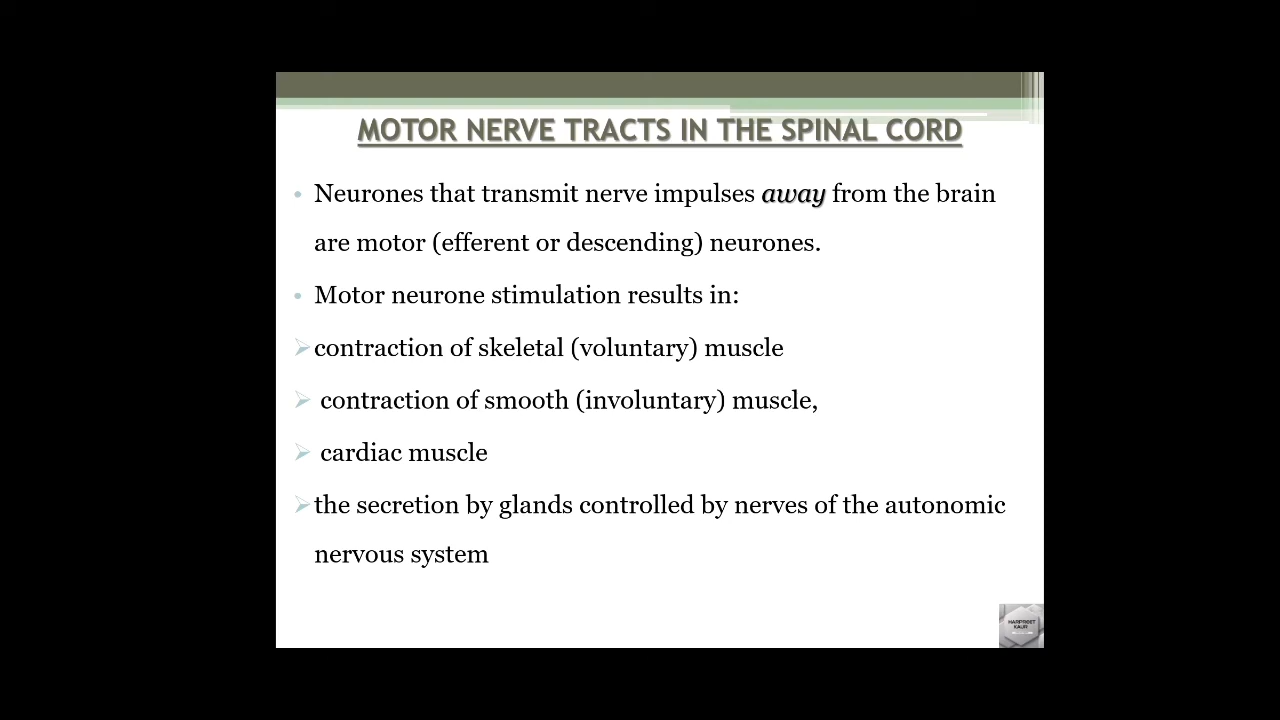 MOTOR NERVE TRACTS IN THE SPINAL CORD
• Neurones that transmit nerve impulses away from the brain
are motor (efferent or descending) neurones.
• Motor neurone stimulation results in:
➢contraction of skeletal (voluntary) muscle
➢ contraction of smooth (involuntary) muscle,
➢ cardiac muscle
➢the secretion by glands controlled by nerves of the autonomic
nervous system
HARPREET
KAUR